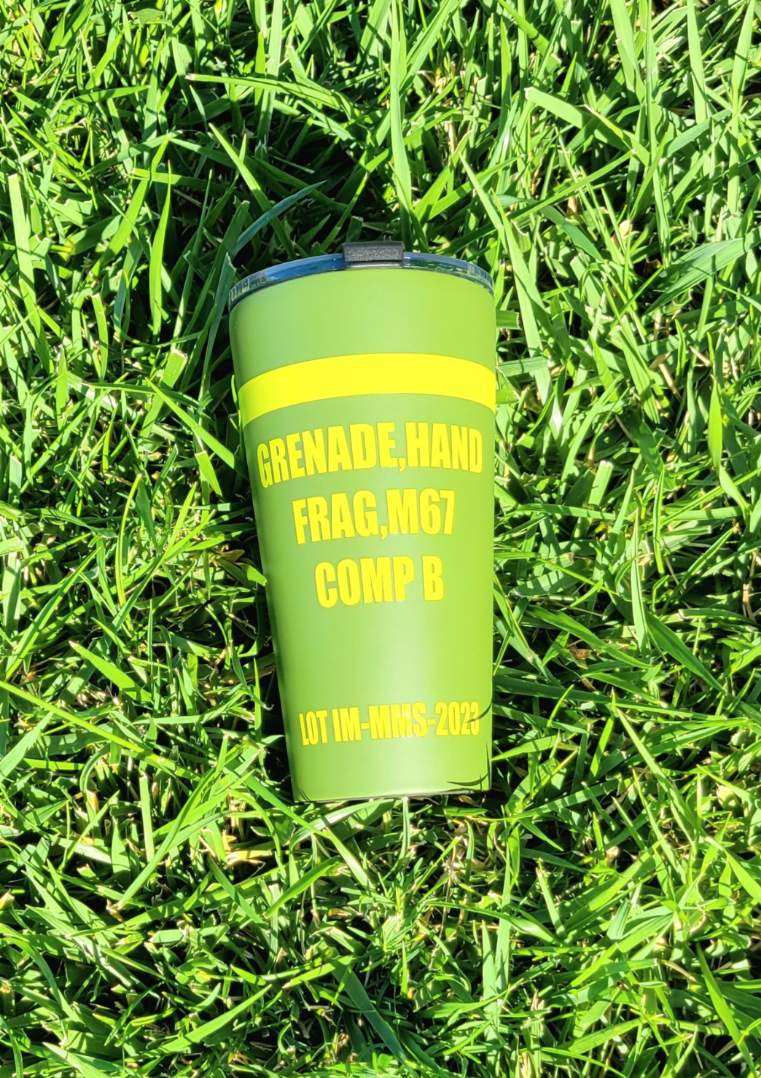 GRENADE,HAND
FRAG,M67
COMP B
LOT IM-MMS-2023